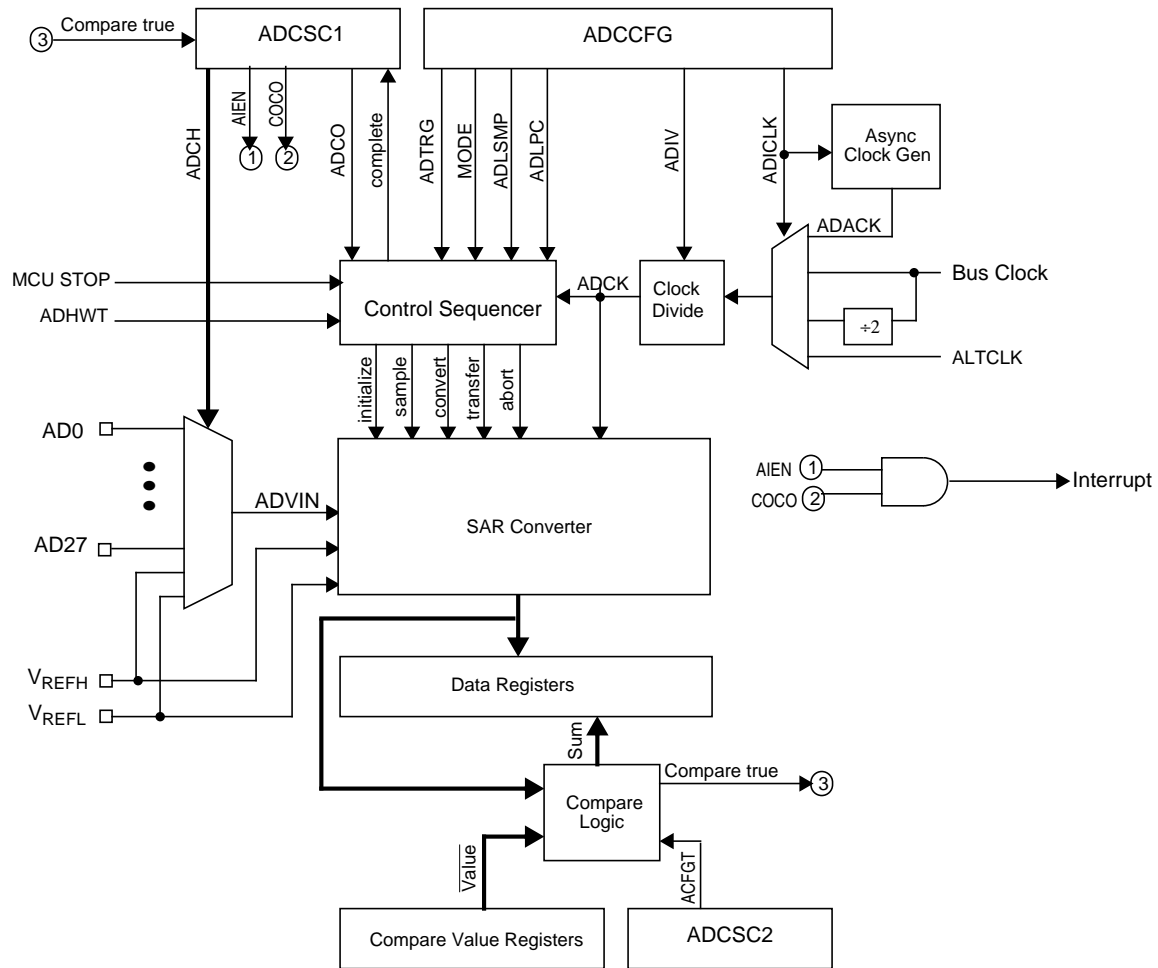 3 Compare true
ADCSC1
ADCCFG
ADCH
AIEN
COCO
1
2
ADCO
complete
ADTRG
MODE
ADLSMP
ADLPC
ADIV
ADICLK
Async
Clock Gen
ADACK
MCU STOP
ADHWT
Control Sequencer
ADCK
Clock
Divide
Bus Clock
÷2
ALTCLK
initialize
sample
convert
transfer
abort
AD0
AD27
ADVIN
SAR Converter
AIEN 1
COCO 2
Interrupt
VREFH
VREFL
Data Registers
Sum
Compare true
3
Compare
Logic
Value
ACFGT
Compare Value Registers
ADCSC2